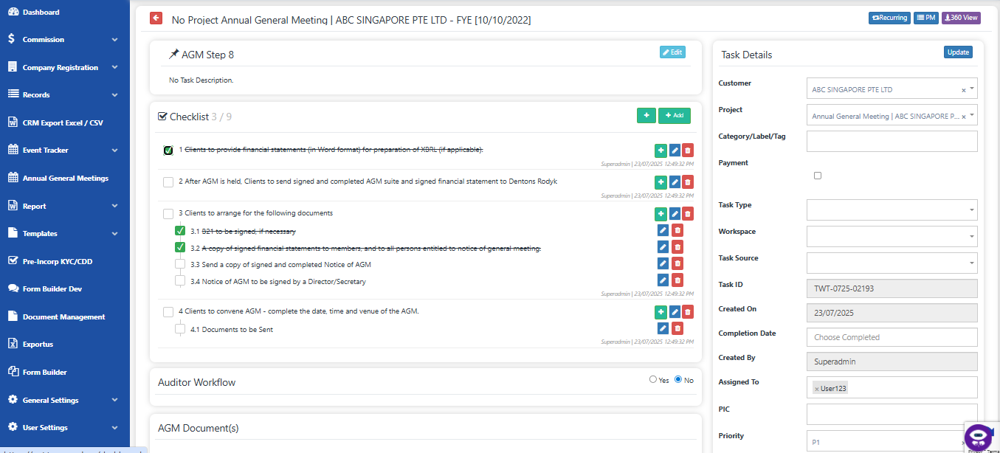 Dashboard
Commission
Company Registration
Records
CRM Export Excel / CSV
Event Tracker
Annual General Meetings
Report
Templates
Pre-Incorp KYC/CDD
Form Builder Dev
Document Management
Exportus
Form Builder
General Settings
User Settings
No Project Annual General Meeting | ABC SINGAPORE PTE LTD - FYE [10/10/2022]
Recurring
PM
360 View
AGM Step 8
Edit
No Task Description.
Checklist 3 / 9
+
+ Add
1 Clients to provide financial statements (in Word format) for preparation of XBRL (if applicable).
Superadmin | 23/07/2025 12:49:32 PM
2 After AGM is held, Clients to send signed and completed AGM suite and signed financial statement to Dentons Rodyk
Superadmin | 23/07/2025 12:49:32 PM
3 Clients to arrange for the following documents
3.1 B21 to be signed, if necessary
3.2 A copy of signed financial statements to members, and to all persons entitled to notice of general meeting.
3.3 Send a copy of signed and completed Notice of AGM
3.4 Notice of AGM to be signed by a Director/Secretary
Superadmin | 23/07/2025 12:49:32 PM
4 Clients to convene AGM - complete the date, time and venue of the AGM.
4.1 Documents to be Sent
Superadmin | 23/07/2025 12:49:32 PM
Auditor Workflow
Yes
No
AGM Document(s)
Task Details
Update
Customer
ABC SINGAPORE PTE LTD
×
Project
Annual General Meeting | ABC SINGAPORE P...
×
Category/Label/Tag
Payment
Task Type
Workspace
Task Source
Task ID
TWT-0725-02193
Created On
23/07/2025
Completion Date
Choose Completed
Created By
Superadmin
Assigned To
× User123
PIC
Priority
P1